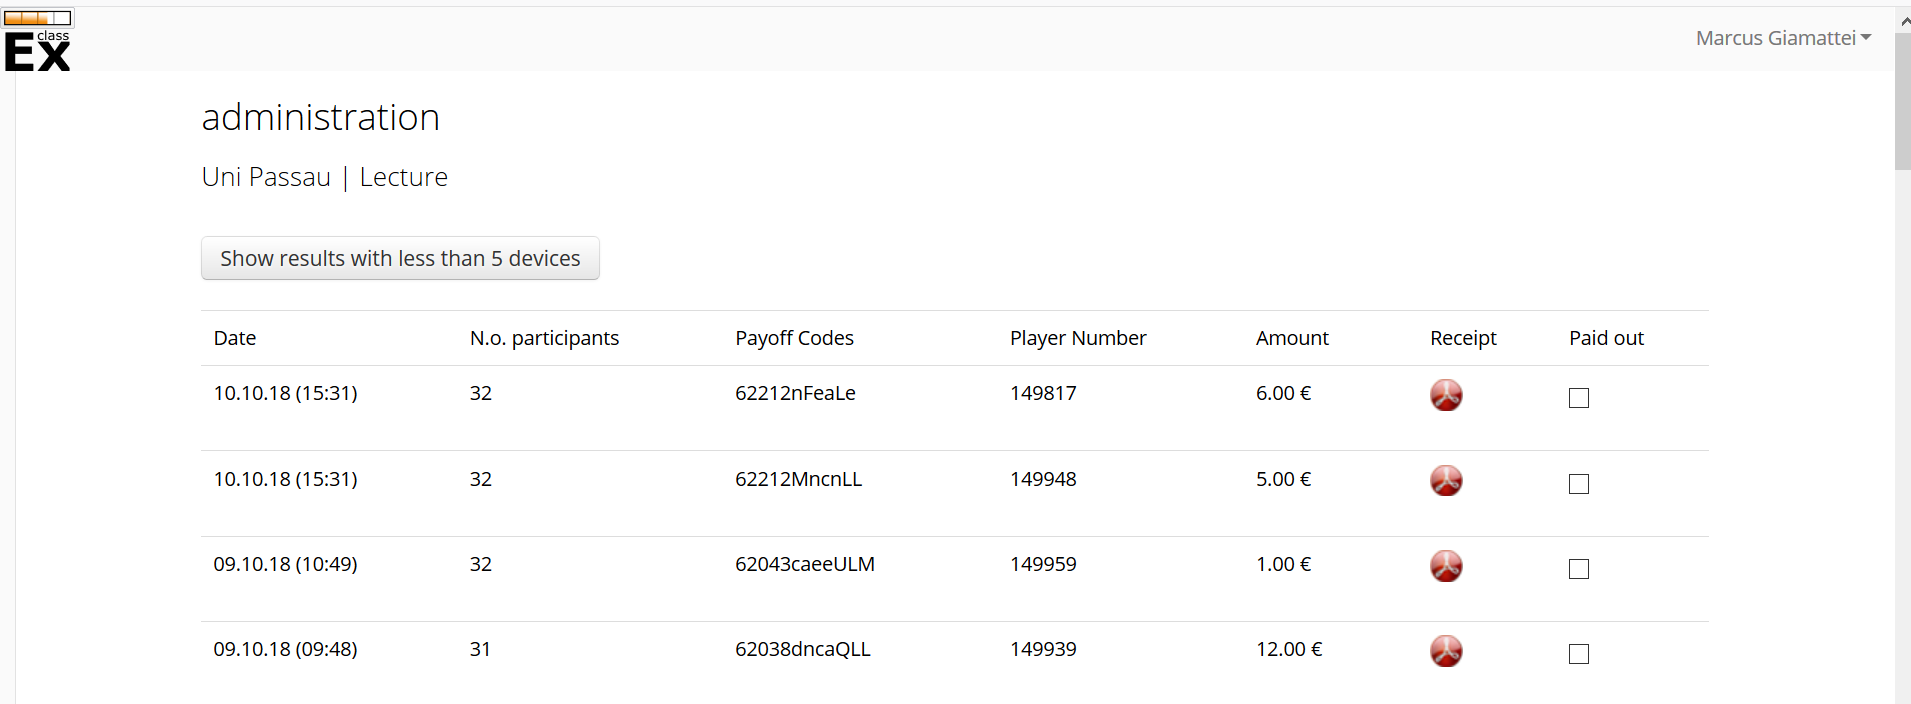 class
Ex
Marcus Giamattei
administration
Uni Passau | Lecture
Show results with less than 5 devices
Date N.o. participants Payoff Codes Player Number Amount Receipt Paid out
10.10.18 (15:31) 32 62212nFeaLe 149817 6.00 €
10.10.18 (15:31) 32 62212MncnLL 149948 5.00 €
09.10.18 (10:49) 32 62043caeeULM 149959 1.00 €
09.10.18 (09:48) 31 62038dncaQLL 149939 12.00 €